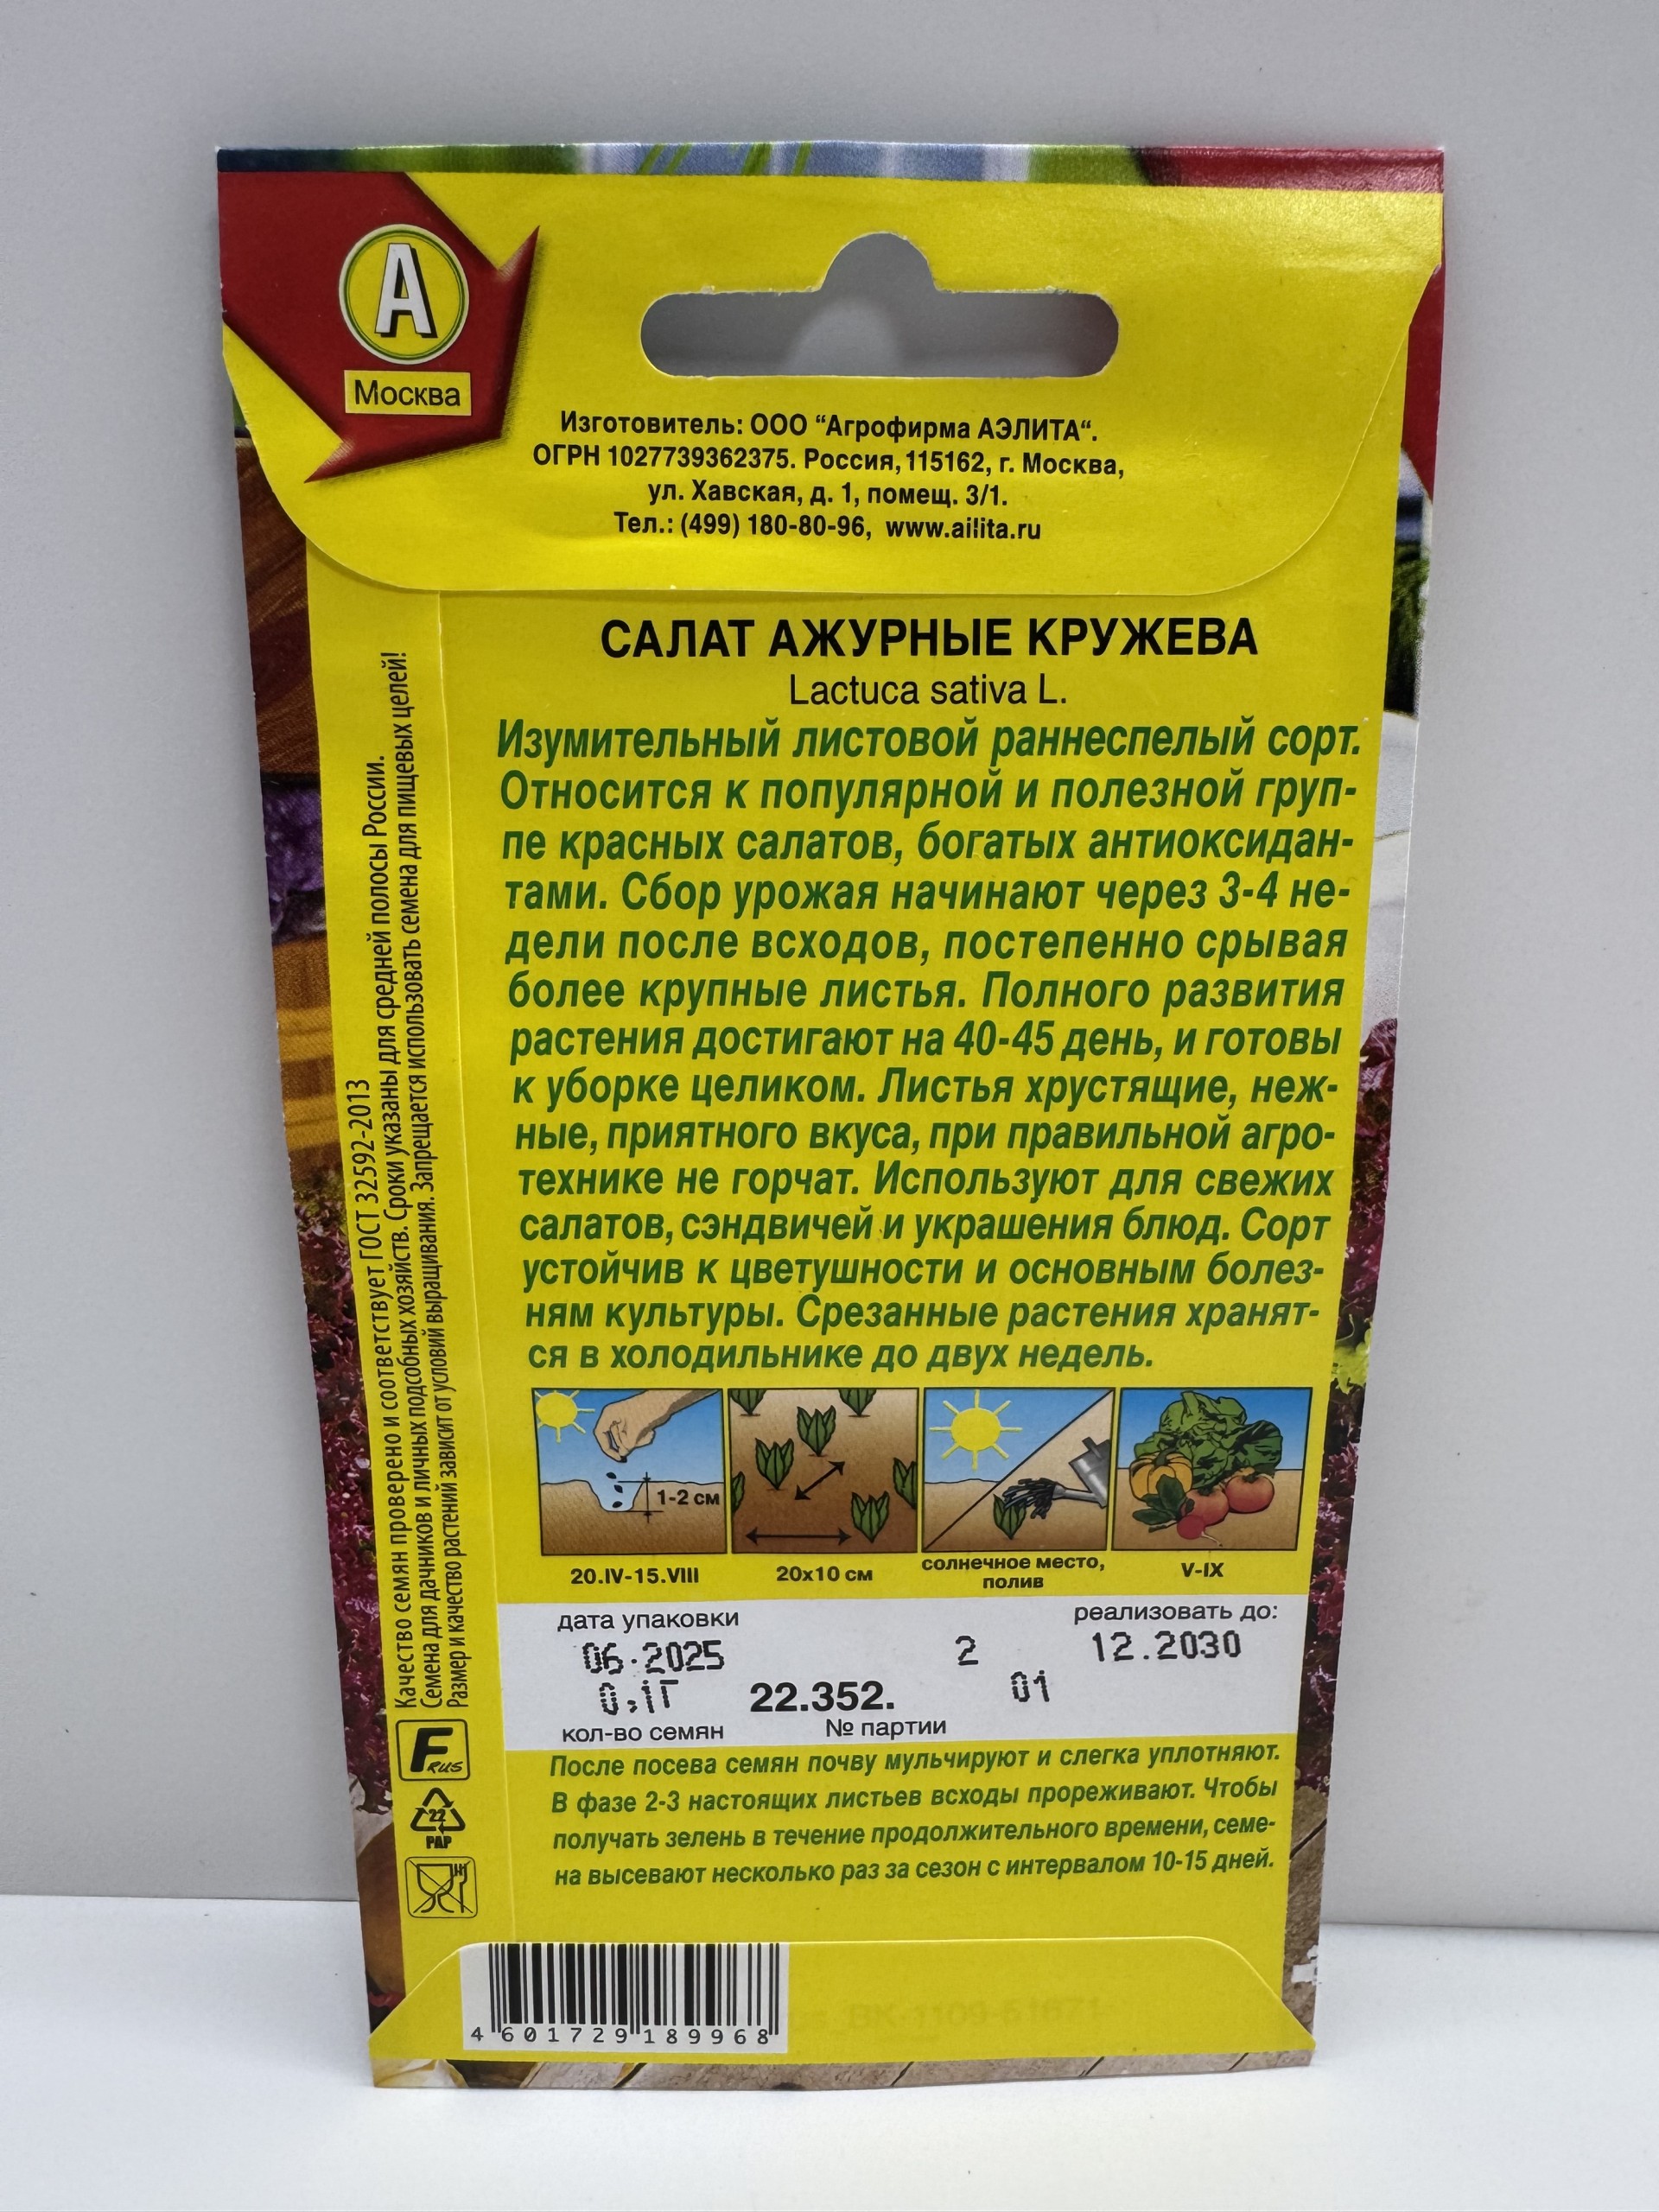 А
Москва
Изготовитель: ООО “Агрофирма АЭЛИТА“.
ОГРН 1027739362375. Россия, 115162, г. Москва,
ул. Хавская, д. 1, помещ. 3/1.
Тел.: (499) 180-80-96, www.ailita.ru
САЛАТ АЖУРНЫЕ КРУЖЕВА
Lactuca sativa L.
Изумительный листовой раннеспелый сорт.
Относится к популярной и полезной груп-
пе красных салатов, богатых антиоксидан-
тами. Сбор урожая начинают через 3-4 не-
дели после всходов, постепенно срывая
более крупные листья. Полного развития
растения достигают на 40-45 день, и готовы
к уборке целиком. Листья хрустящие, неж-
ные, приятного вкуса, при правильной агро-
технике не горчат. Используют для свежих
салатов, сэндвичей и украшения блюд. Сорт
устойчив к цветушности и основным болез-
ням культуры. Срезанные растения хранят-
ся в холодильнике до двух недель.
1-2 см
20.IV-15.VIII
20х10 см
солнечное место,
полив
V-IX
дата упаковки
реализовать до:
06.2025
2
12.2030
0,1Г
22.352.
01
кол-во семян
№ партии
После посева семян почву мульчируют и слегка уплотняют.
В фазе 2-3 настоящих листьев всходы прореживают. Чтобы
получать зелень в течение продолжительного времени, семе-
на высевают несколько раз за сезон с интервалом 10-15 дней.
Качество семян проверено и соответствует ГОСТ 32592-2013
Семена для дачников и личных подсобных хозяйств. Сроки указаны для средней полосы России.
Размер и качество растений зависит от условий выращивания. Запрещается использовать семена для пищевых целей!
F RUS
22
PAP
4 601729 189968